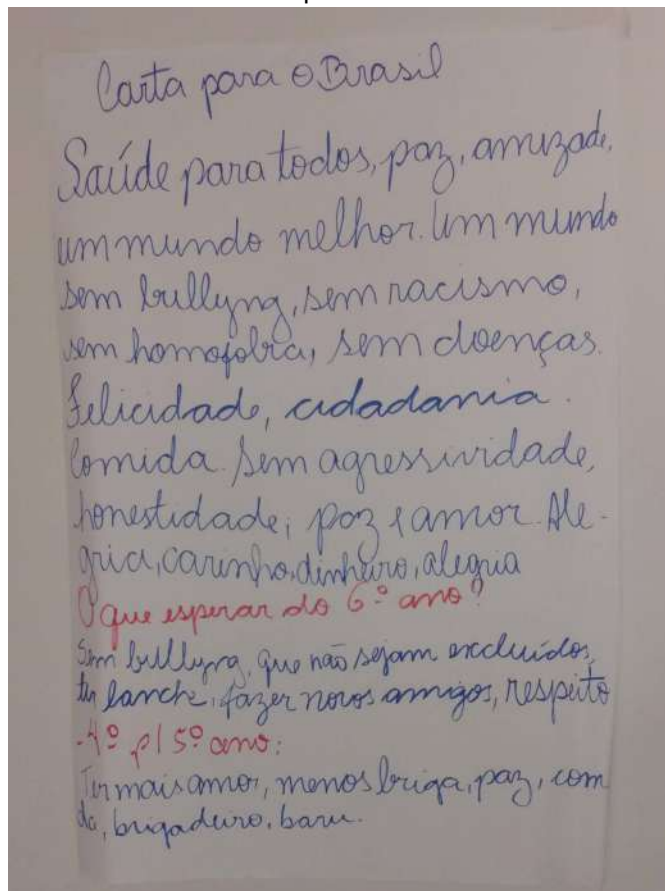 Carta para o Brasil
Saúde para todos, paz, amizade,
um mundo melhor. Um mundo
sem bullyng, sem racismo,
sem homofobia, sem doenças.
Felicidade, cidadania.
Comida. Sem agressividade,
honestidade, paz e amor. Ale-
gria, carinho, dinheiro, alegria
O que esperar do 6º ano?
Sem bullyng, que não sejam excluídos,
ter lanche, fazer novos amigos, respeito
-4º p/ 5º ano:
Ter mais amor, menos briga, paz, comi
da, brigadeiro, baru.